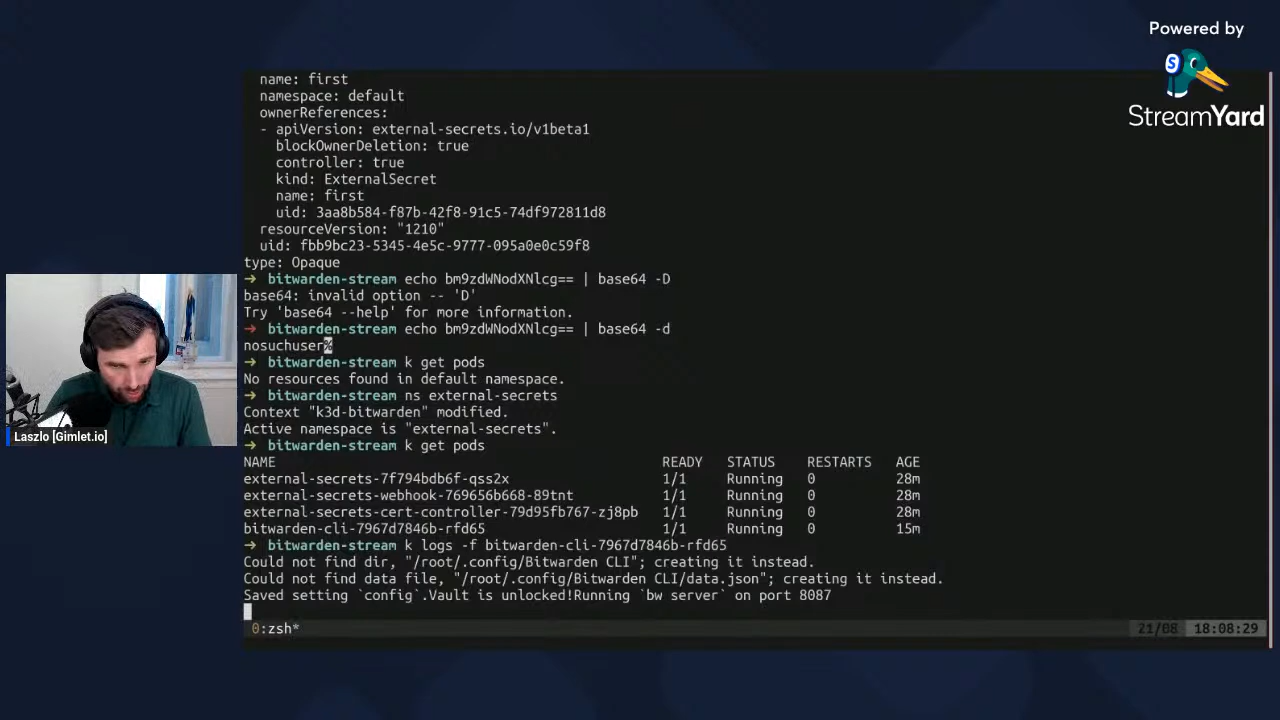 Powered by
S
StreamYard
name: first
namespace: default
ownerReferences:
- apiVersion: external-secrets.io/v1beta1
blockOwnerDeletion: true
controller: true
kind: ExternalSecret
name: first
uid: 3aa8b584-f87b-42f8-91c5-74df972811d8
resourceVersion: "1210"
uid: fbb9bc23-5345-4e5c-9777-095a0e0c59f8
type: Opaque
➜ bitwarden-stream echo bm9zdWNodXNlcg== | base64 -D
base64: invalid option -- 'D'
Try 'base64 --help' for more information.
➜ bitwarden-stream echo bm9zdWNodXNlcg== | base64 -d
nosuchuser%
➜ bitwarden-stream k get pods
No resources found in default namespace.
➜ bitwarden-stream ns external-secrets
Context "k3d-bitwarden" modified.
Active namespace is "external-secrets".
➜ bitwarden-stream k get pods
NAME READY STATUS RESTARTS AGE
external-secrets-7f794bdb6f-qss2x 1/1 Running 0 28m
external-secrets-webhook-769656b668-89tnt 1/1 Running 0 28m
external-secrets-cert-controller-79d95fb767-zj8pb 1/1 Running 0 28m
bitwarden-cli-7967d7846b-rfd65 1/1 Running 0 15m
➜ bitwarden-stream k logs -f bitwarden-cli-7967d7846b-rfd65
Could not find dir, "/root/.config/Bitwarden CLI"; creating it instead.
Could not find data file, "/root/.config/Bitwarden CLI/data.json"; creating it instead.
Saved setting `config`.Vault is unlocked!Running `bw server` on port 8087
0:zsh* 21/08 18:08:29
Laszlo [Gimlet.io]